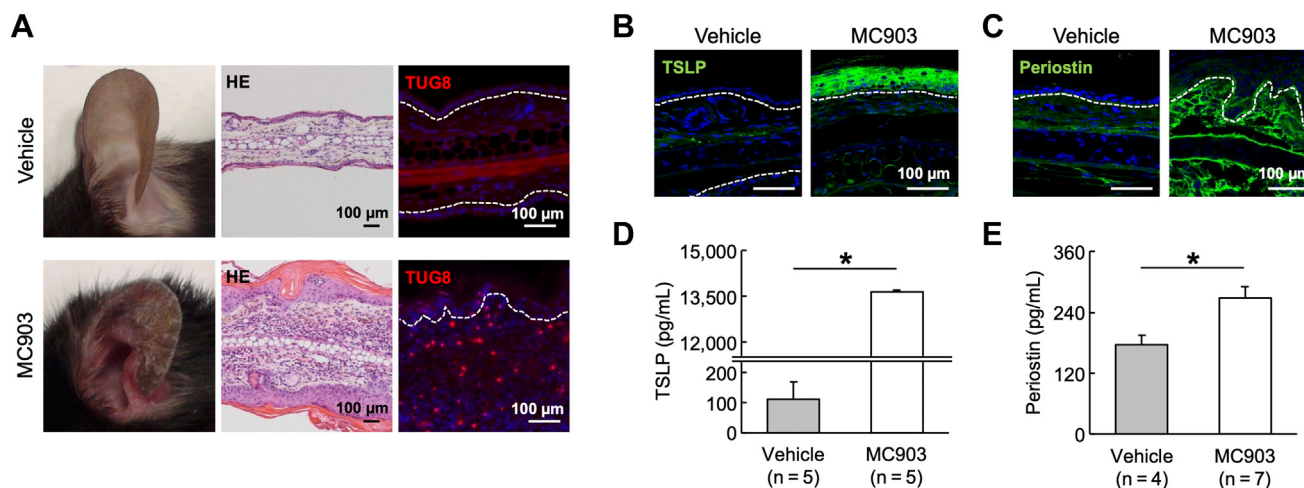 A
Vehicle
HE
100 µm
TUG8
100 µm
MC903
HE
100 µm
TUG8
100 µm
B
Vehicle
MC903
TSLP
100 µm
C
Vehicle
MC903
Periostin
100 µm
D
TSLP (pg/mL)
15,000
13,500
12,000
200
100
0
*
Vehicle
(n = 5)
MC903
(n = 5)
E
Periostin (pg/mL)
360
240
120
0
*
Vehicle
(n = 4)
MC903
(n = 7)